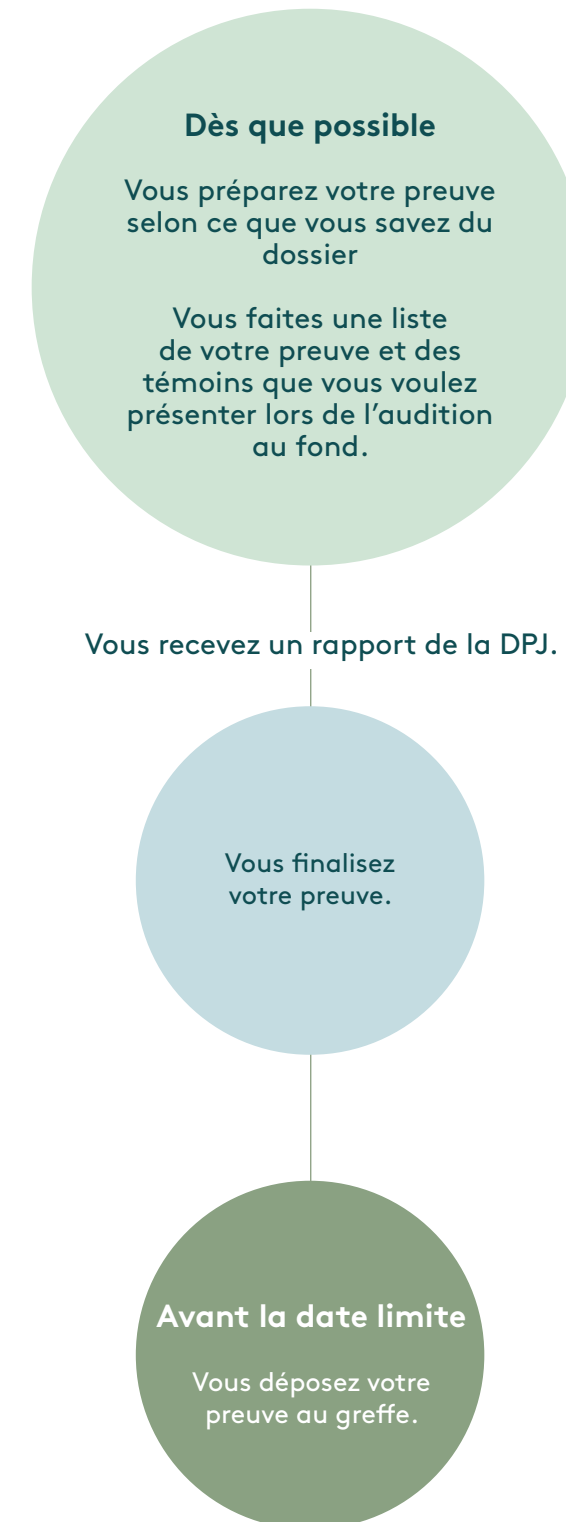 Dès que possible
Vous préparez votre preuve
selon ce que vous savez du
dossier
Vous faites une liste
de votre preuve et des
témoins que vous voulez
présenter lors de l’audition
au fond.
Vous recevez un rapport de la DPJ.
Vous finalisez
votre preuve.
Avant la date limite
Vous déposez votre
preuve au greffe.